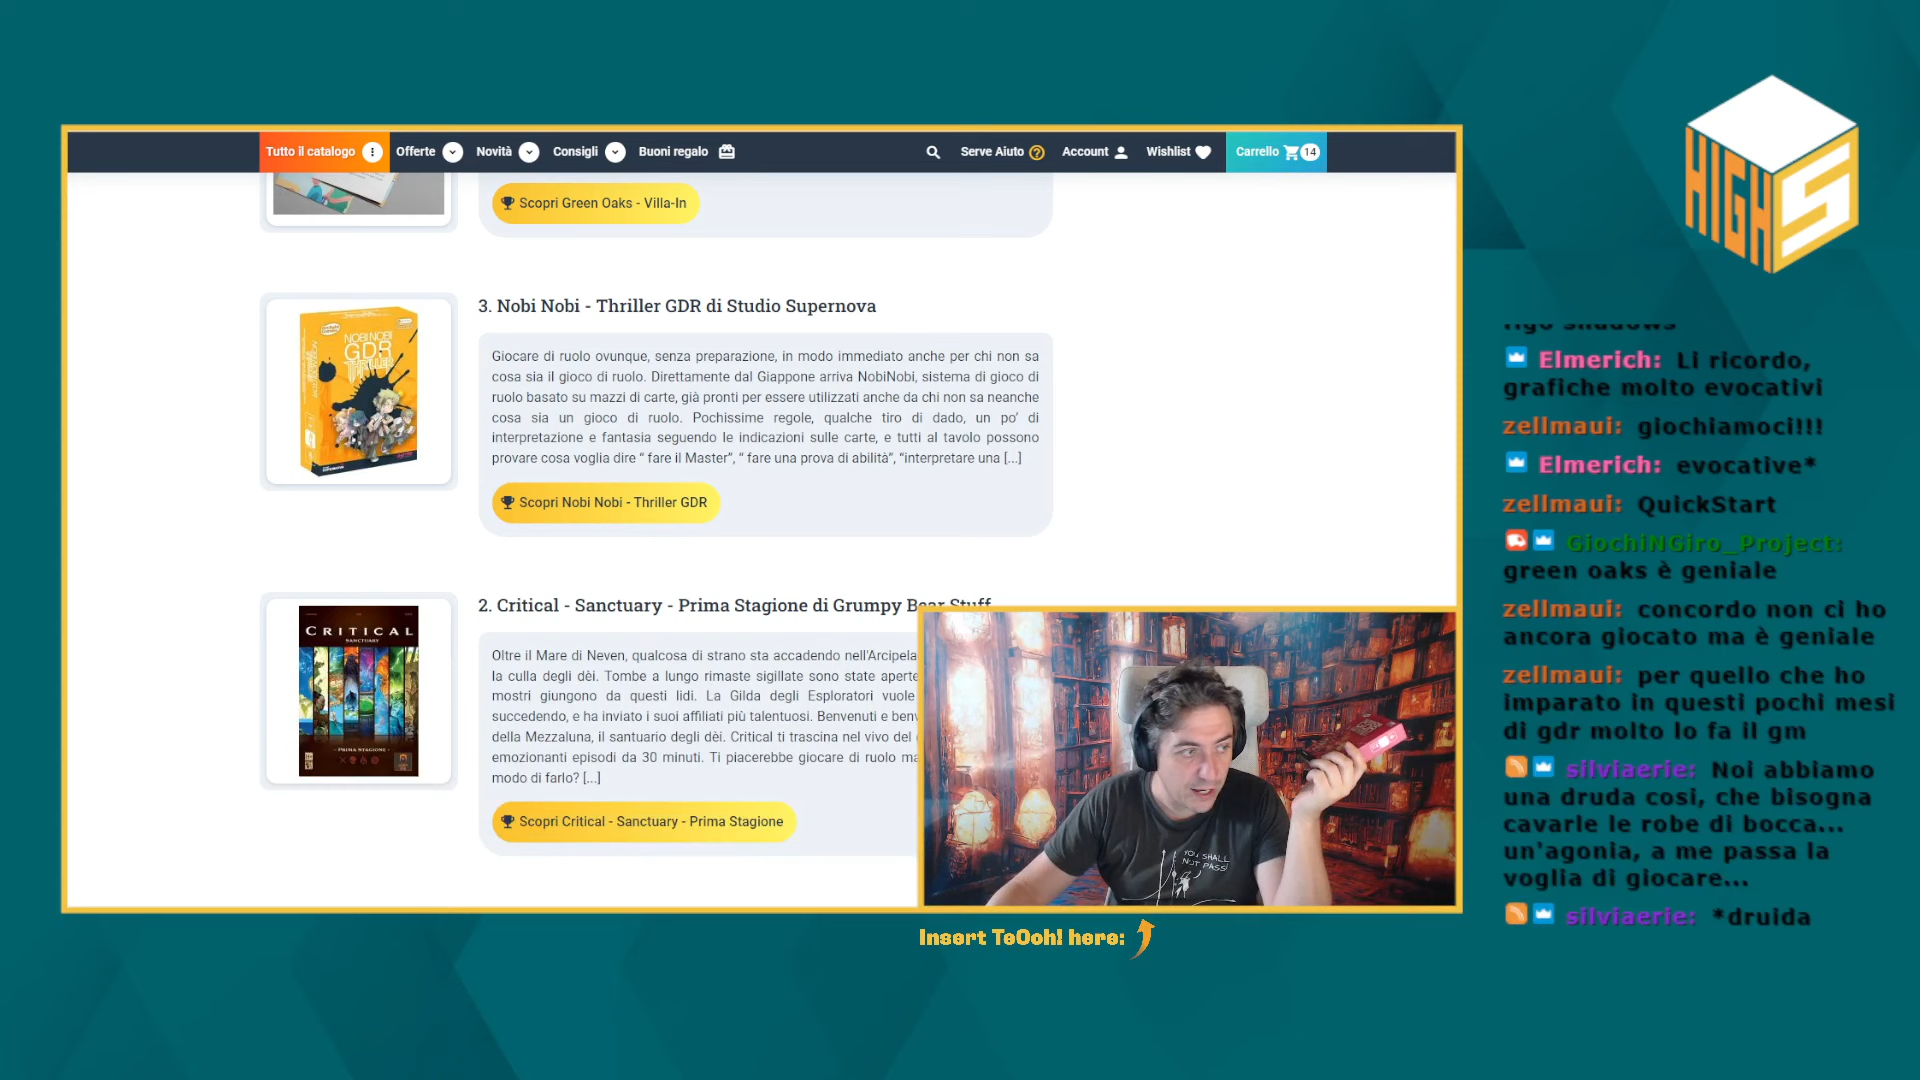 Tutto il catalogo
Offerte
Novità
Consigli
Buoni regalo
Serve Aiuto
Account
Wishlist
Carrello 14
HIGH5
Scopri Green Oaks - Villa-In
3. Nobi Nobi - Thriller GDR di Studio Supernova
NOBI NOBI
GDR
THRILLER
Giocare di ruolo ovunque, senza preparazione, in modo immediato anche per chi non sa
cosa sia il gioco di ruolo. Direttamente dal Giappone arriva NobiNobi, sistema di gioco di
ruolo basato su mazzi di carte, già pronti per essere utilizzati anche da chi non sa neanche
cosa sia un gioco di ruolo. Pochissime regole, qualche tiro di dado, un po' di
interpretazione e fantasia seguendo le indicazioni sulle carte, e tutti al tavolo possono
provare cosa voglia dire “ fare il Master”, “ fare una prova di abilità”, “interpretare una [...]
Scopri Nobi Nobi - Thriller GDR
2. Critical - Sanctuary - Prima Stagione di Grumpy Bear Stuff
CRITICAL
SANCTUARY
- PRIMA STAGIONE -
Oltre il Mare di Neven, qualcosa di strano sta accadendo nell'Arcipela
la culla degli dèi. Tombe a lungo rimaste sigillate sono state aperte
mostri giungono da questi lidi. La Gilda degli Esploratori vuole
succedendo, e ha inviato i suoi affiliati più talentuosi. Benvenuti e benv
della Mezzaluna, il santuario degli dèi. Critical ti trascina nel vivo del
emozionanti episodi da 30 minuti. Ti piacerebbe giocare di ruolo ma
modo di farlo? [...]
Scopri Critical - Sanctuary - Prima Stagione
YOU SHALL
NOT PASS!
Insert TeOoh! here:
Elmerich: Li ricordo,
grafiche molto evocativi
zellmaui: giochiamoci!!!
Elmerich: evocative*
zellmaui: QuickStart
GiochiNGiro_Project:
green oaks è geniale
zellmaui: concordo non ci ho
ancora giocato ma è geniale
zellmaui: per quello che ho
imparato in questi pochi mesi
di gdr molto lo fa il gm
silviaerie: Noi abbiamo
una druda cosi, che bisogna
cavarle le robe di bocca...
un'agonia, a me passa la
voglia di giocare...
silviaerie: *druida